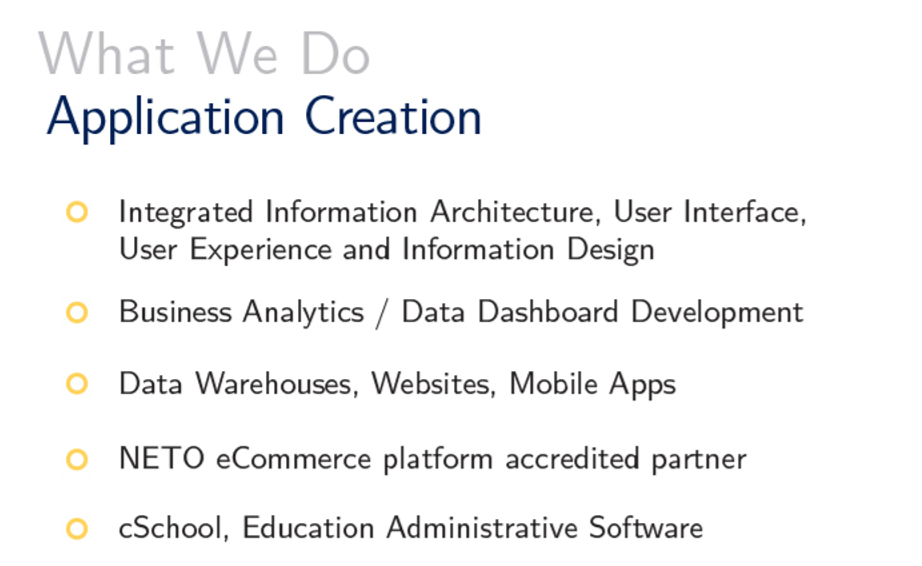 What We Do
Application Creation
Integrated Information Architecture, User Interface,
User Experience and Information Design
Business Analytics / Data Dashboard Development
Data Warehouses, Websites, Mobile Apps
NETO eCommerce platform accredited partner
cSchool, Education Administrative Software